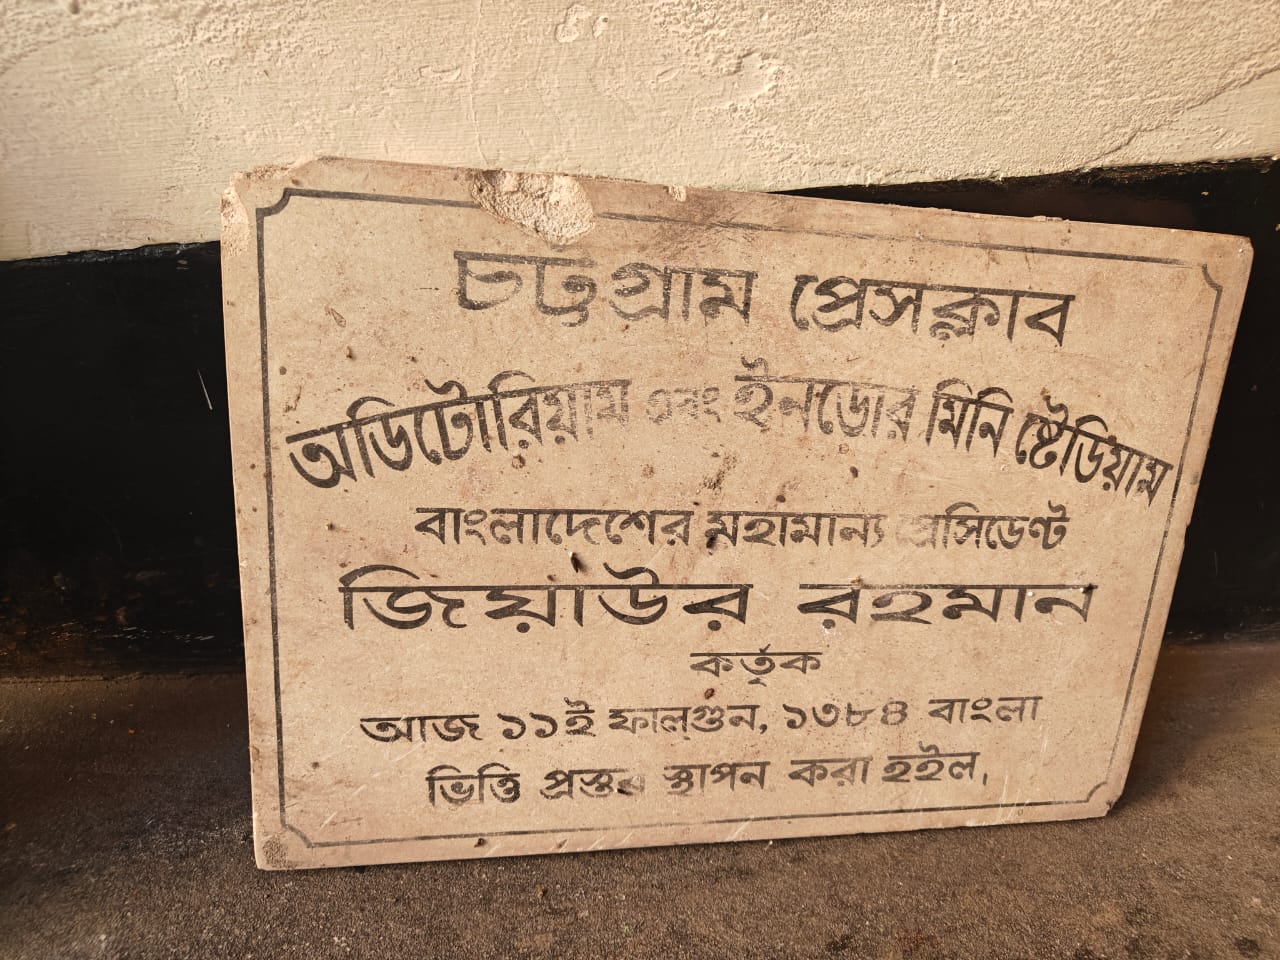 চট্টগ্রাম প্রেসক্লাব
অডিটোরিয়াম এবং ইনডোর মিনি ষ্টেডিয়াম
বাংলাদেশের মহামান্য প্রেসিডেণ্ট
জিয়াউর রহমান
কর্তৃক
আজ ১১ই ফাল্গুন, ১৩৮৪ বাংলা
ভিত্তি প্রস্তর স্থাপন করা হইল,